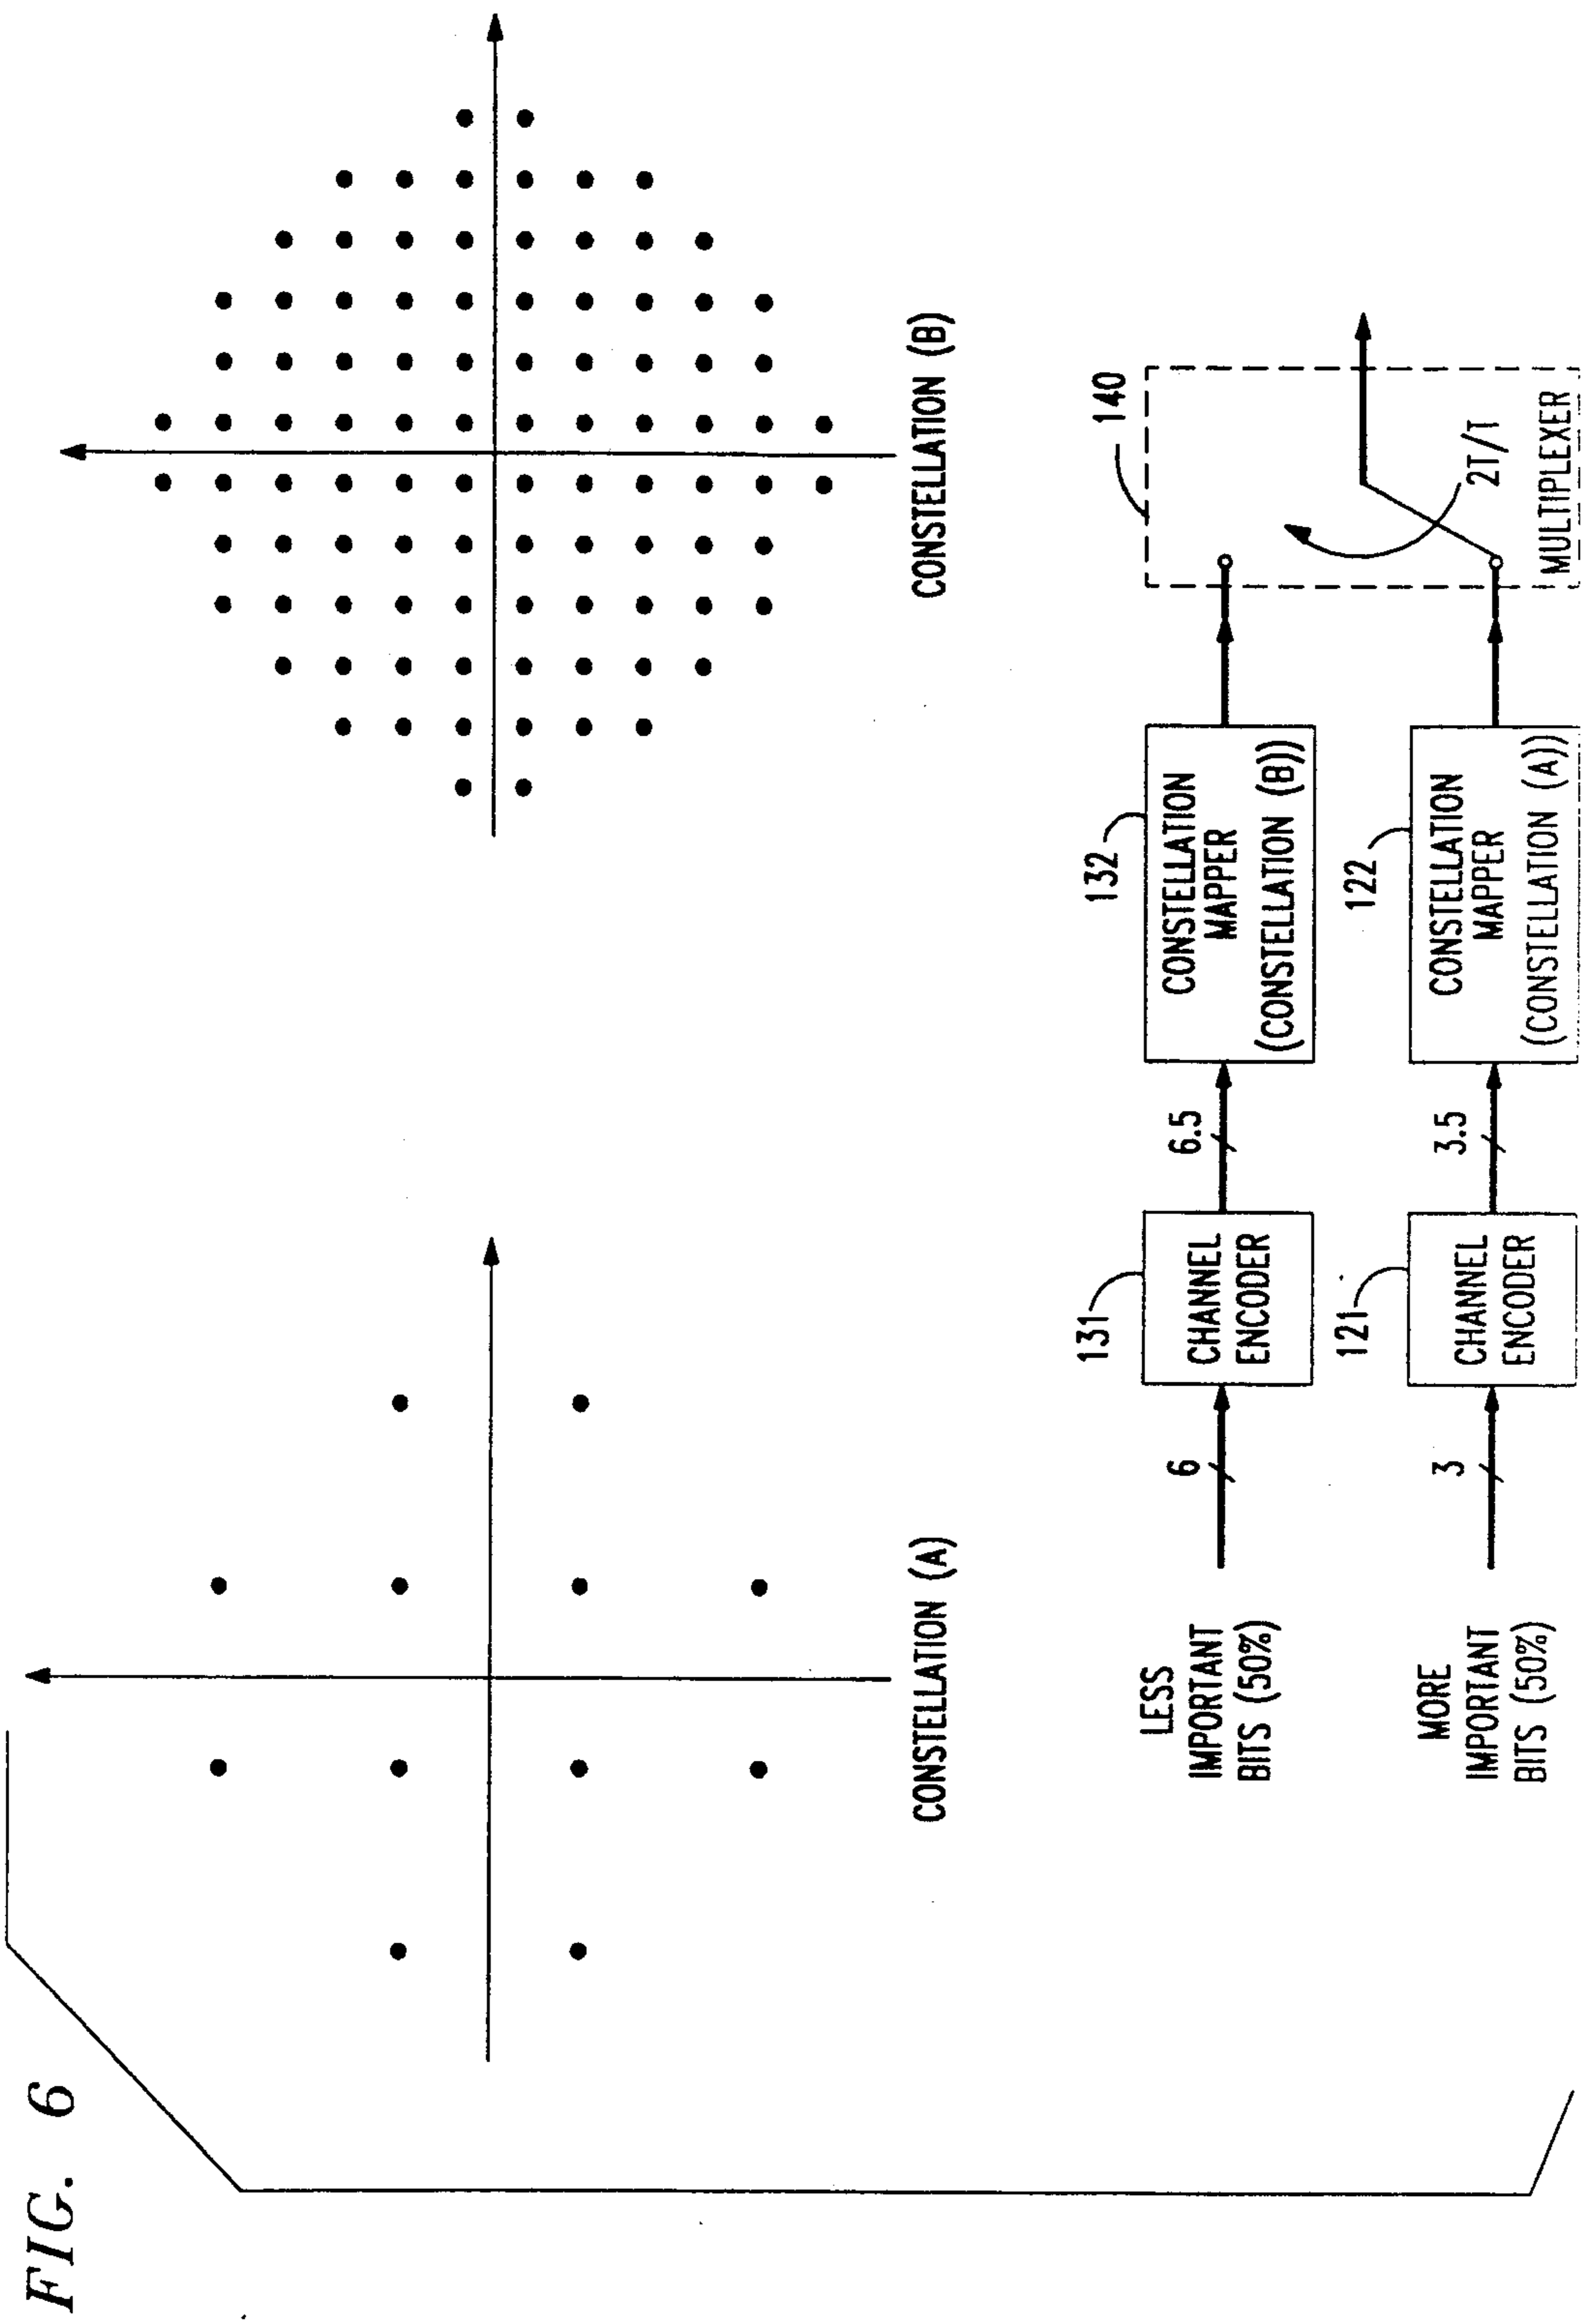 FIG. 6
CONSTELLATION (A)
CONSTELLATION (B)
LESS
IMPORTANT
BITS (50%)
6
131
CHANNEL
ENCODER
6.5
132
CONSTELLATION
MAPPER
(CONSTELLATION (B))
140
MORE
IMPORTANT
BITS (50%)
3
121
CHANNEL
ENCODER
3.5
122
CONSTELLATION
MAPPER
(CONSTELLATION (A))
2T/T
MULTIPLEXER